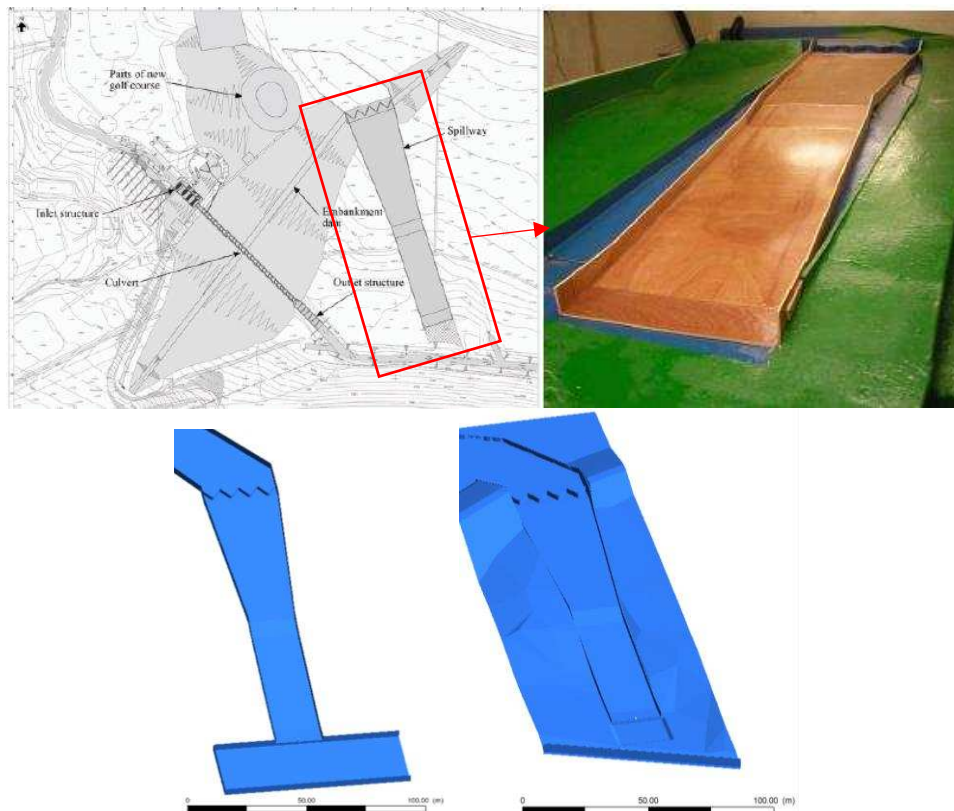 Parts of new
golf course
Spillway
Inlet structure
Embankment
dam
Culvert
Outlet structure
0 50.00 100.00 (m)
0 50.00 100.00 (m)